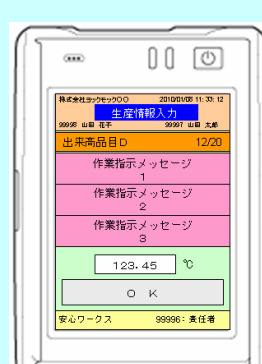 株式会社ヨックモック〇〇 2010/01/08 11:33:12
生産情報入力
99998 山田 花子 99997 山田 太郎
出来高品目D 12/20
作業指示メッセージ
1
作業指示メッセージ
2
作業指示メッセージ
3
123.45 ℃
O K
安心ワークス 99996:責任者